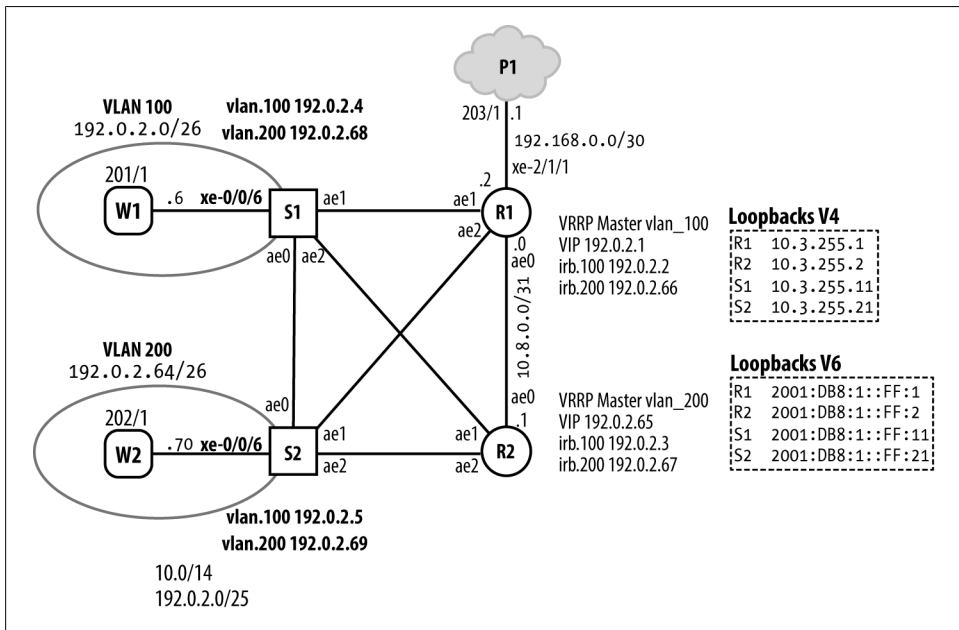 P1
203/1 .1
192.168.0.0/30
xe-2/1/1
.2
VLAN 100
192.0.2.0/26
vlan.100 192.0.2.4
vlan.200 192.0.2.68
201/1
W1
.6 xe-0/0/6
S1
ae1
ae0
ae2
ae1
ae2
R1
.0
ae0
10.8.0.0/31
VRRP Master vlan_100
VIP 192.0.2.1
irb.100 192.0.2.2
irb.200 192.0.2.66
Loopbacks V4
R1 10.3.255.1
R2 10.3.255.2
S1 10.3.255.11
S2 10.3.255.21
VLAN 200
192.0.2.64/26
202/1
W2
.70 xe-0/0/6
ae0
S2
ae1
ae2
ae0
.1
ae1
ae2
R2
VRRP Master vlan_200
VIP 192.0.2.65
irb.100 192.0.2.3
irb.200 192.0.2.67
Loopbacks V6
R1 2001:DB8:1::FF:1
R2 2001:DB8:1::FF:2
S1 2001:DB8:1::FF:11
S2 2001:DB8:1::FF:21
vlan.100 192.0.2.5
vlan.200 192.0.2.69
10.0/14
192.0.2.0/25